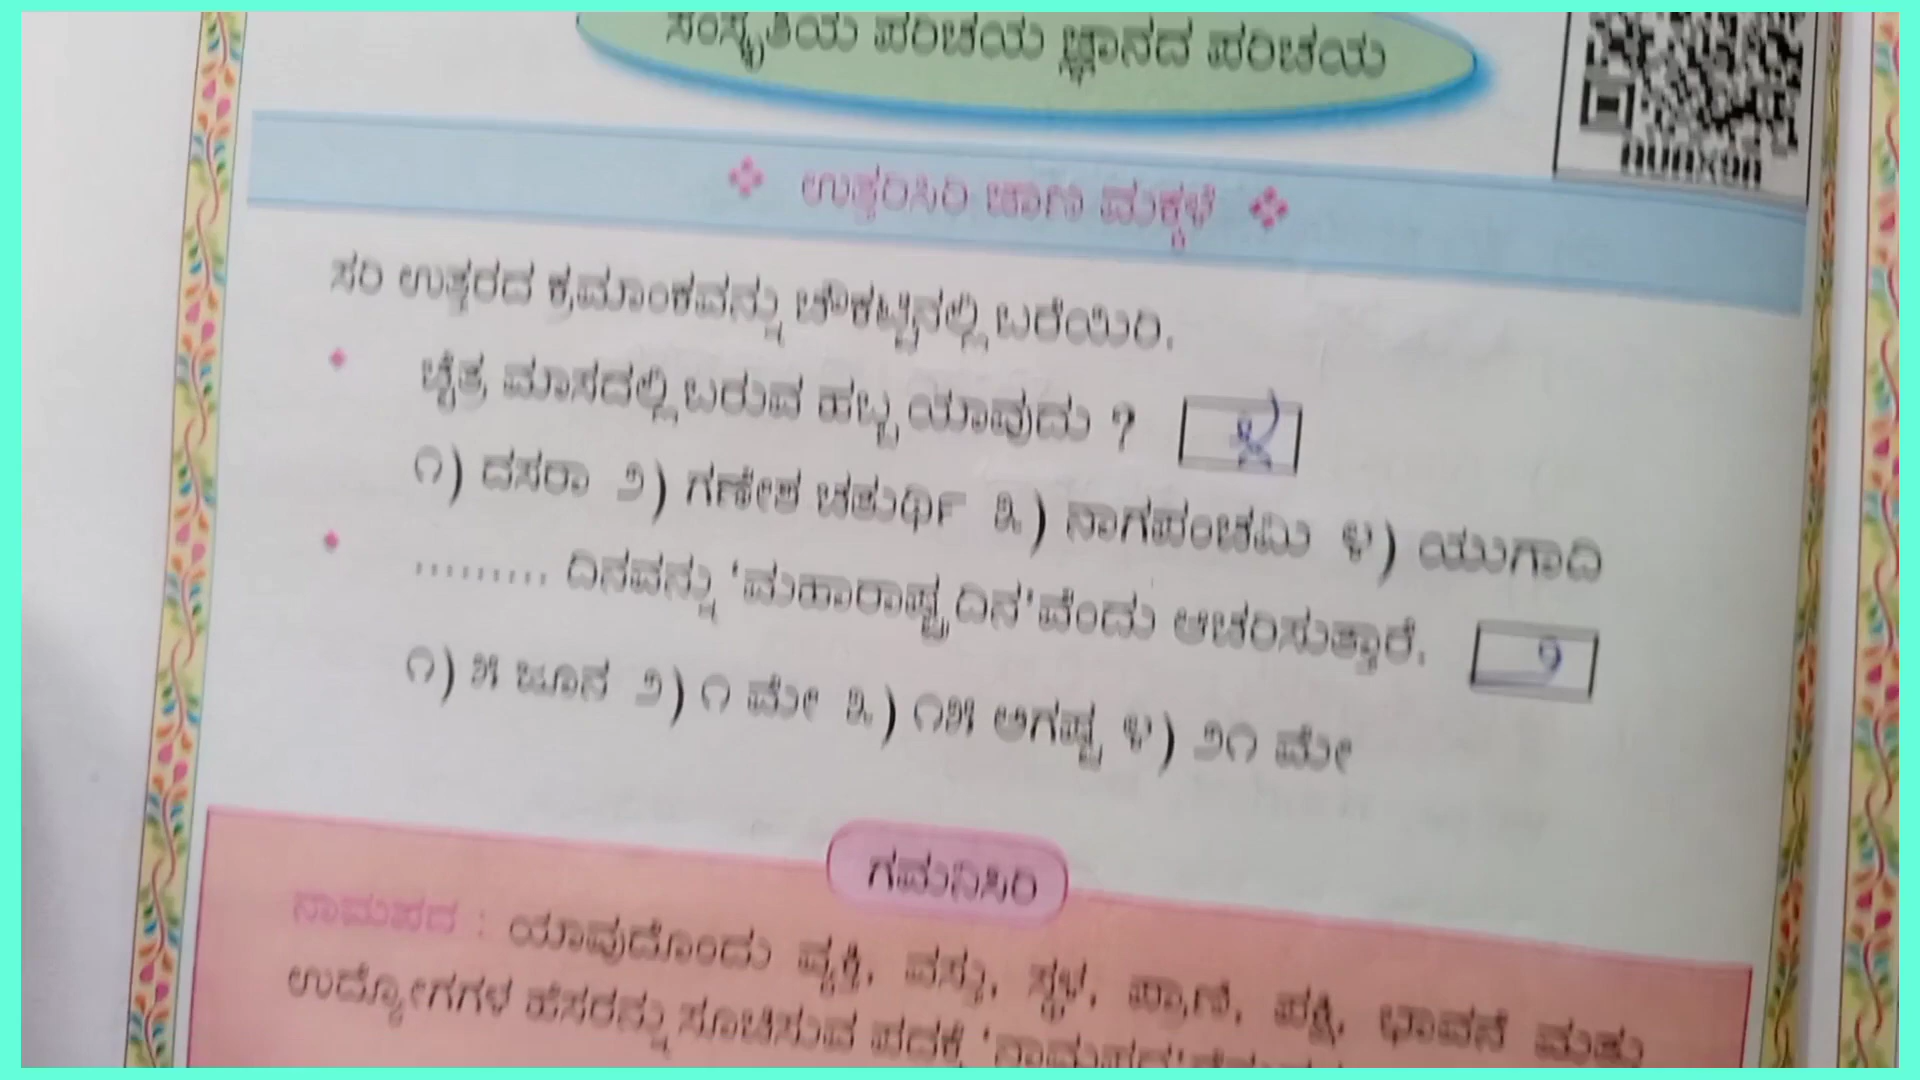 ಸಂಸ್ಕೃತಿಯ ಪರಿಚಯ ಜ್ಞಾನದ ಪರಿಚಯ
ಉತ್ತರಿಸಿರಿ ಜಾಣ ಮಕ್ಕಳೆ
ಸರಿ ಉತ್ತರದ ಕ್ರಮಾಂಕವನ್ನು ಚೌಕಟ್ಟಿನಲ್ಲಿ ಬರೆಯಿರಿ.
ಚೈತ್ರ ಮಾಸದಲ್ಲಿ ಬರುವ ಹಬ್ಬ ಯಾವುದು ? ೪
೧) ದಸರಾ ೨) ಗಣೇಶ ಚತುರ್ಥಿ ೩) ನಾಗಪಂಚಮಿ ೪) ಯುಗಾದಿ
......... ದಿನವನ್ನು ‘ಮಹಾರಾಷ್ಟ್ರ ದಿನ’ವೆಂದು ಆಚರಿಸುತ್ತಾರೆ. ೨
೧) ೫ ಜೂನ ೨) ೧ ಮೇ ೩) ೧೫ ಆಗಷ್ಟ ೪) ೨೧ ಮೇ
ಗಮನಿಸಿರಿ
ನಾಮಪದ : ಯಾವುದೊಂದು ವ್ಯಕ್ತಿ, ವಸ್ತು, ಸ್ಥಳ, ಪ್ರಾಣಿ, ಪಕ್ಷಿ, ಭಾವನೆ ಮತ್ತು
ಉದ್ಯೋಗಗಳ ಹೆಸರನ್ನು ಸೂಚಿಸುವ ಪದಕ್ಕೆ